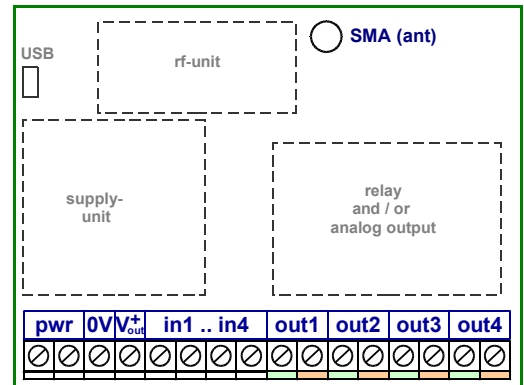 SMA (ant)
USB
rf-unit
supply-
unit
relay
and / or
analog output
pwr 0V V+out in1 .. in4 out1 out2 out3 out4